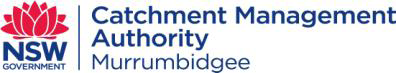 NSW
GOVERNMENT
Catchment Management
Authority
Murrumbidgee